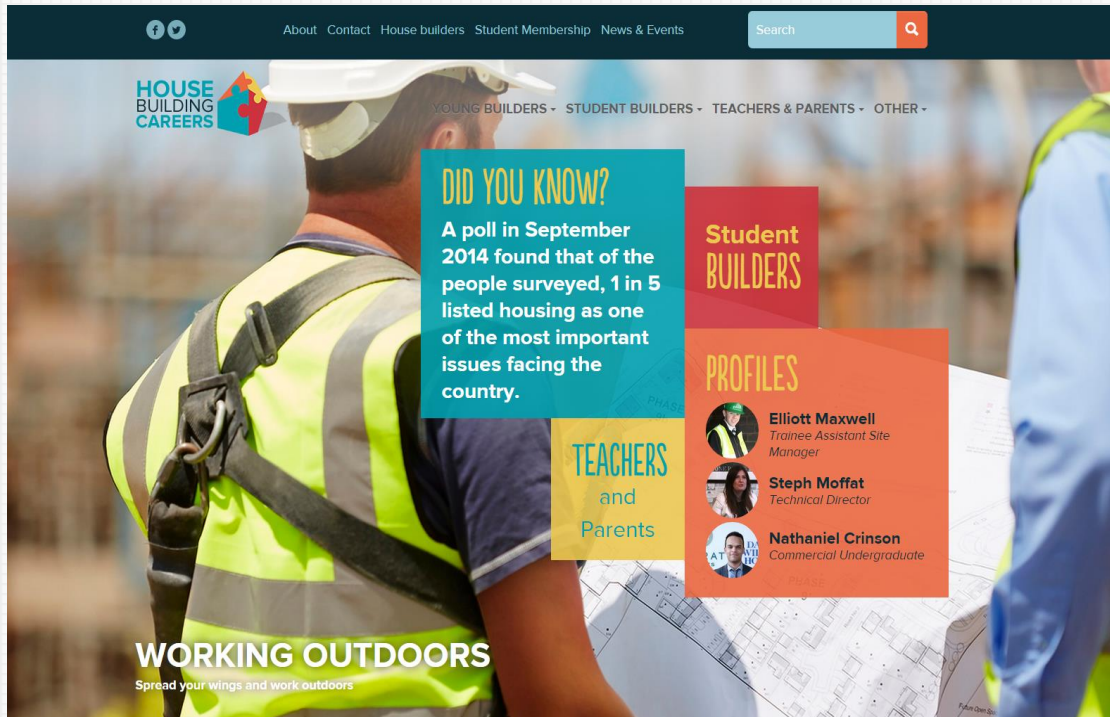 About Contact House builders Student Membership News & Events
Search
HOUSE
BUILDING
CAREERS
YOUNG BUILDERS STUDENT BUILDERS TEACHERS & PARENTS OTHER
DID YOU KNOW?
A poll in September
2014 found that of the
people surveyed, 1 in 5
listed housing as one
of the most important
issues facing the
country.
Student
BUILDERS
PROFILES
Elliott Maxwell
Trainee Assistant Site
Manager
Steph Moffat
Technical Director
Nathaniel Crinson
Commercial Undergraduate
TEACHERS
and
Parents
PHASE
PHASE
WORKING OUTDOORS
Spread your wings and work outdoors